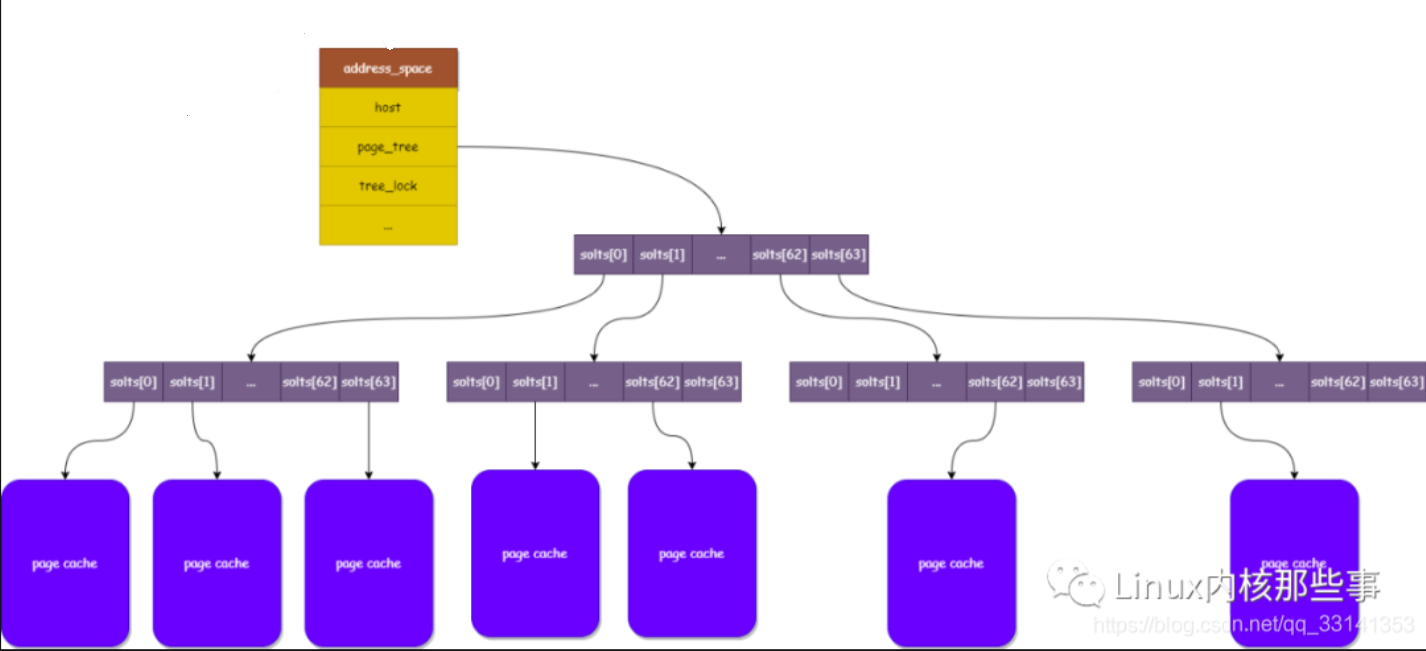 address_space
host
page_tree
tree_lock
...
solts[0] solts[1] ... solts[62] solts[63]
solts[0] solts[1] ... solts[62] solts[63]
solts[0] solts[1] ... solts[62] solts[63]
solts[0] solts[1] ... solts[62] solts[63]
solts[0] solts[1] ... solts[62] solts[63]
page cache
page cache
page cache
page cache
page cache
page cache
page cache
Linux内核那些事
https://blog.csdn.net/qq_33141353